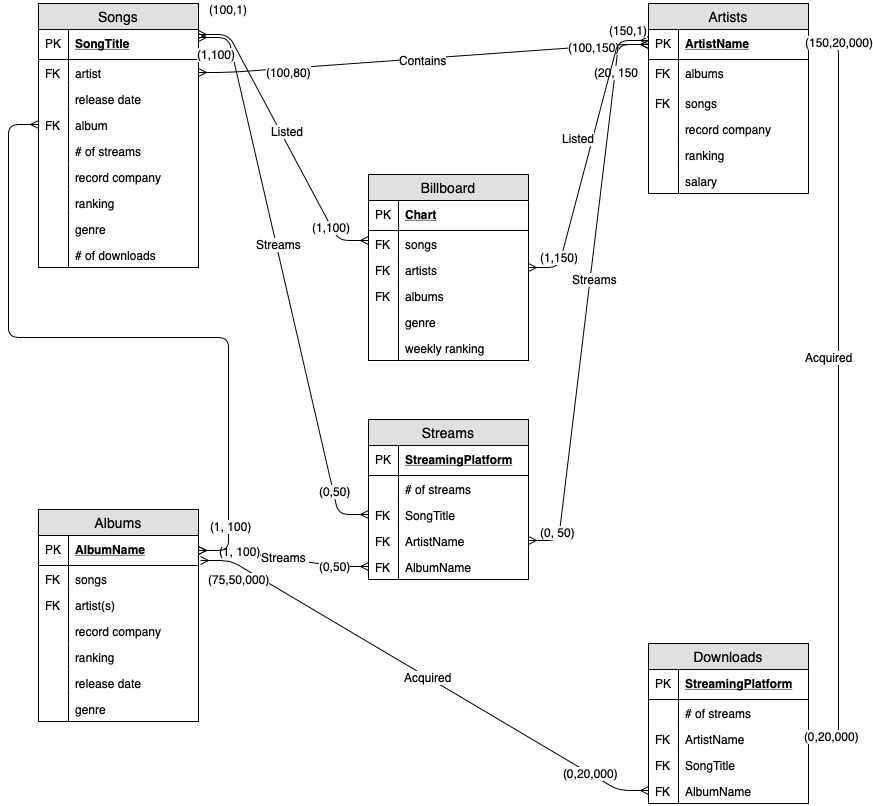 Songs
PK SongTitle
FK artist
release date
FK album
# of streams
record company
ranking
genre
# of downloads
(100,1)
(1,100)
(100,80)
Contains
(100,150)
(150,1)
(20, 150
Artists
PK ArtistName
FK albums
FK songs
record company
ranking
salary
(150,20,000)
Listed
Listed
(1,100)
Billboard
PK Chart
FK songs
FK artists
FK albums
genre
weekly ranking
(1,150)
Streams
Streams
Acquired
Streams
PK StreamingPlatform
# of streams
FK SongTitle
FK ArtistName
FK AlbumName
(0,50)
(0, 50)
(0,50)
Streams
(1, 100)
(1, 100)
(75,50,000)
Albums
PK AlbumName
FK songs
FK artist(s)
record company
ranking
release date
genre
Acquired
(0,20,000)
Downloads
PK StreamingPlatform
# of streams
FK ArtistName
FK SongTitle
FK AlbumName
(0,20,000)